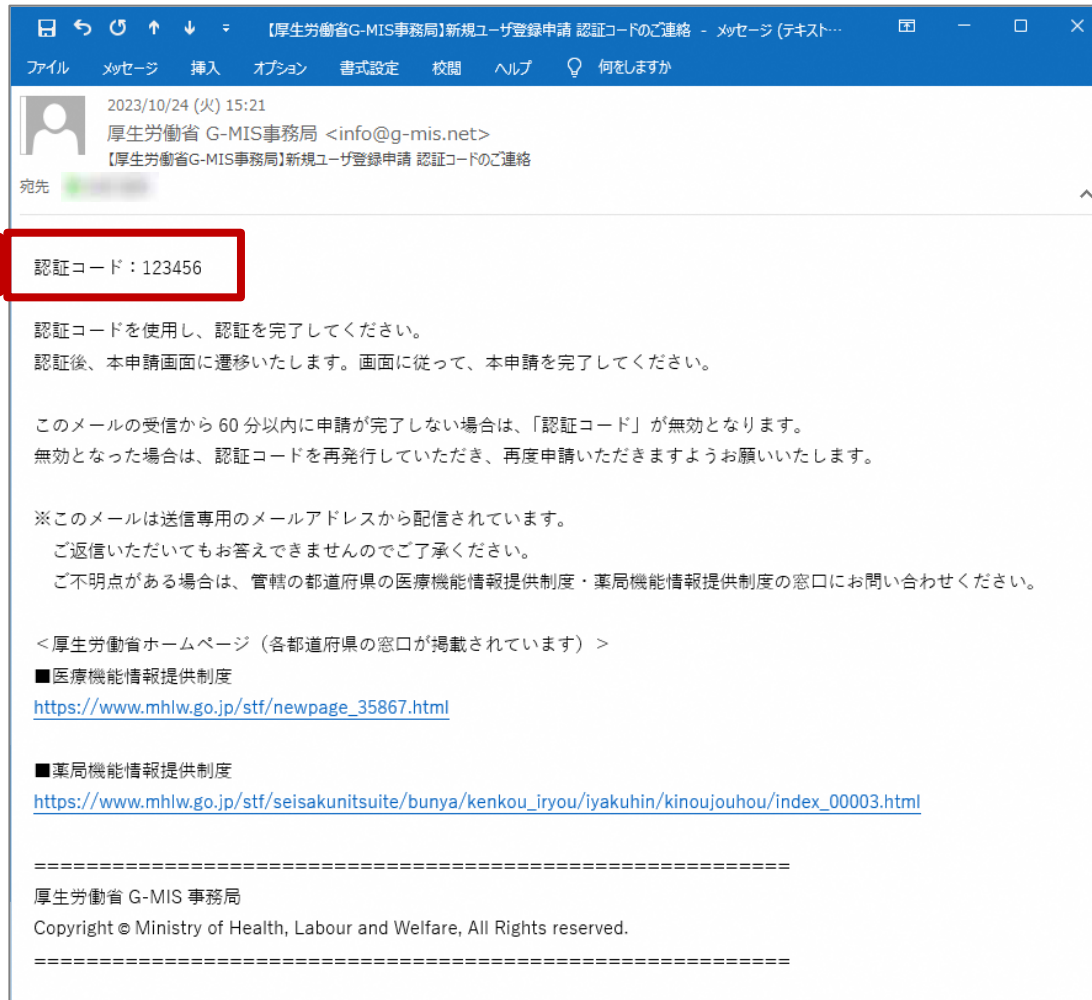 【厚生労働省G-MIS事務局】新規ユーザ登録申請 認証コードのご連絡 - メッセージ (テキスト…
ファイル メッセージ 挿入 オプション 書式設定 校閲 ヘルプ 何をしますか
2023/10/24 (火) 15:21
厚生労働省 G-MIS事務局 <info@g-mis.net>
【厚生労働省G-MIS事務局】新規ユーザ登録申請 認証コードのご連絡
宛先
認証コード：123456
認証コードを使用し、認証を完了してください。
認証後、本申請画面に遷移いたします。画面に従って、本申請を完了してください。
このメールの受信から 60 分以内に申請が完了しない場合は、「認証コード」が無効となります。
無効となった場合は、認証コードを再発行していただき、再度申請いただきますようお願いいたします。
※このメールは送信専用のメールアドレスから配信されています。
ご返信いただいてもお答えできませんのでご了承ください。
ご不明点がある場合は、管轄の都道府県の医療機能情報提供制度・薬局機能情報提供制度の窓口にお問い合わせください。
＜厚生労働省ホームページ（各都道府県の窓口が掲載されています）＞
■医療機能情報提供制度
https://www.mhlw.go.jp/stf/newpage_35867.html
■薬局機能情報提供制度
https://www.mhlw.go.jp/stf/seisakunitsuite/bunya/kenkou_iryou/iyakuhin/kinoujouhou/index_00003.html
==========================================================
厚生労働省 G-MIS 事務局
Copyright © Ministry of Health, Labour and Welfare, All Rights reserved.
==========================================================